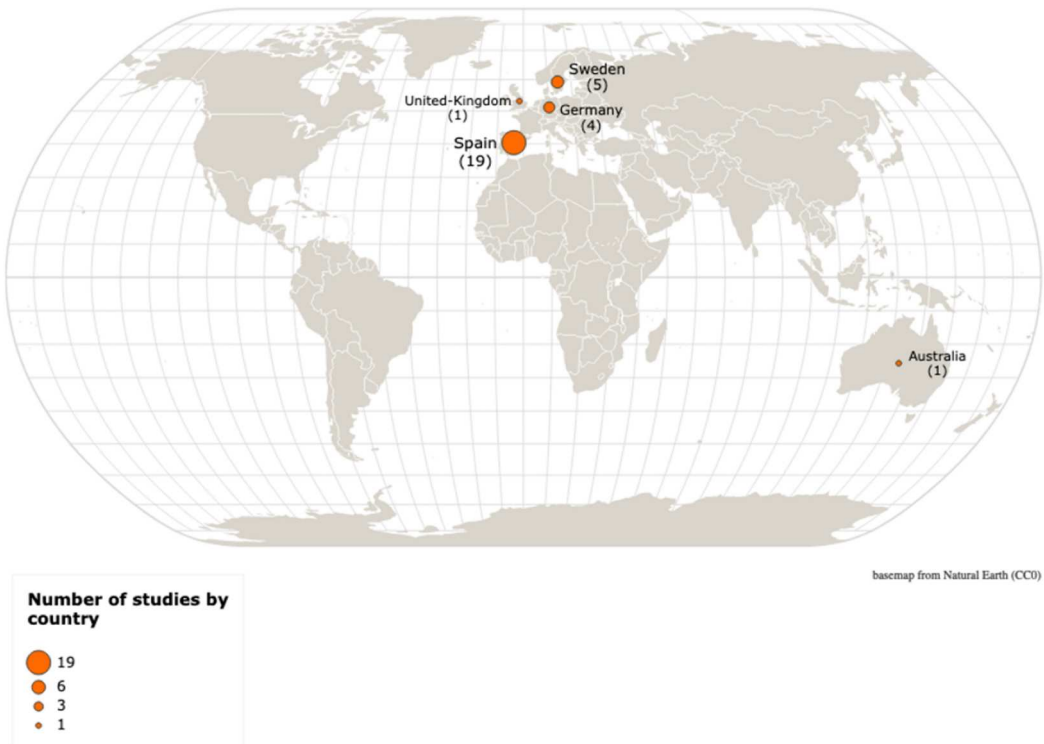 Sweden
(5)
United-Kingdom
(1)
Germany
(4)
Spain
(19)
Australia
(1)
basemap from Natural Earth (CC0)
Number of studies by
country
19
6
3
1